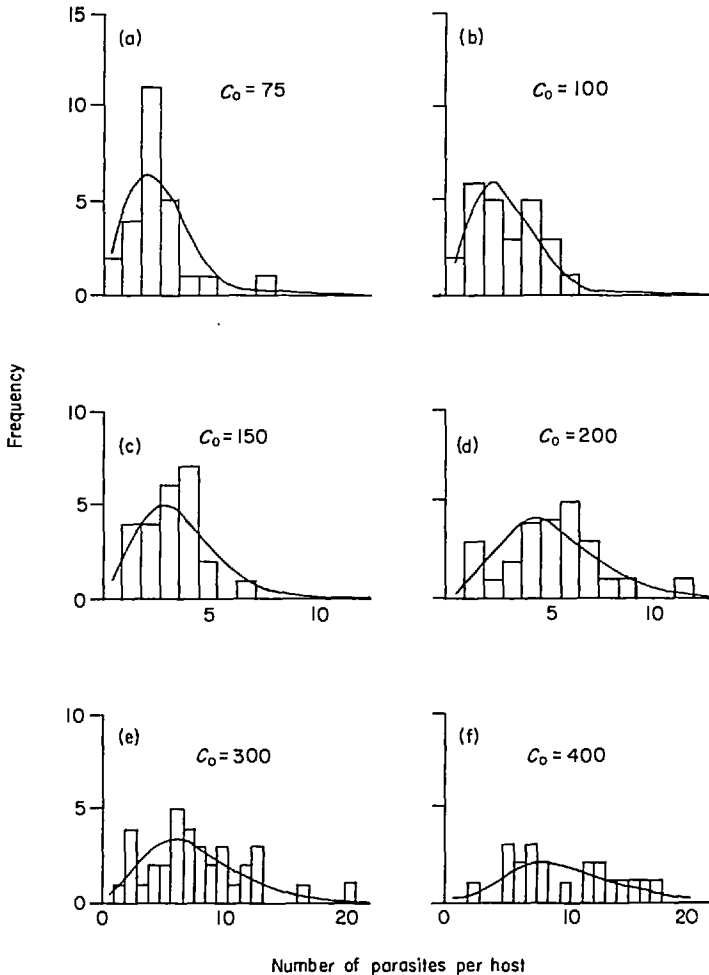 15
(a)
(b)
C₀ = 75
C₀ = 100
10
5
0
Frequency
10
(c)
C₀ = 150
(d)
C₀ = 200
5
0
5
10
5
10
10
(e)
C₀ = 300
(f)
C₀ = 400
5
0
0
10
20
0
10
20
Number of parasites per host